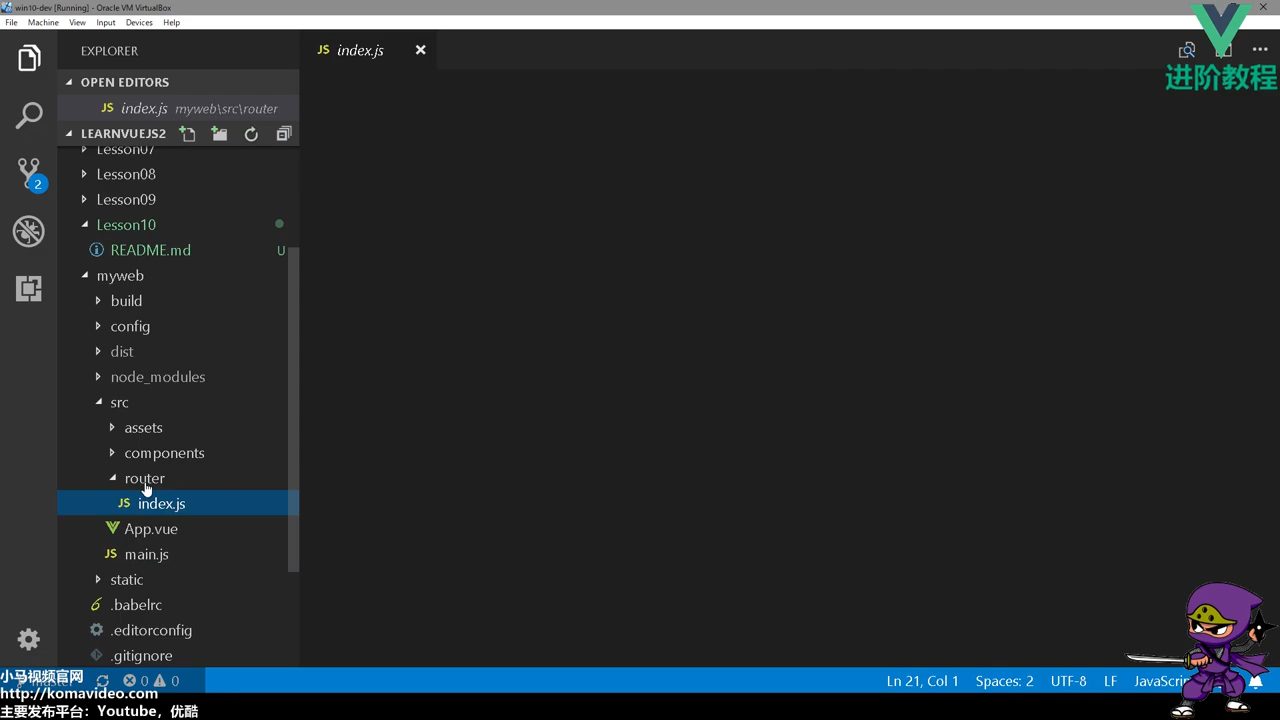 win10-dev [Running] - Oracle VM VirtualBox
File Machine View Input Devices Help
EXPLORER
JS index.js
进阶教程
OPEN EDITORS
JS index.js myweb\src\router
LEARNVUEJS2
Lesson07
Lesson08
Lesson09
2
Lesson10
README.md U
myweb
build
config
dist
node_modules
src
assets
components
router
JS index.js
App.vue
JS main.js
static
.babelrc
.editorconfig
.gitignore
小马视频官网
0 0
Ln 21, Col 1 Spaces: 2 UTF-8 LF
http://komavideo.com
主要发布平台：Youtube，优酷